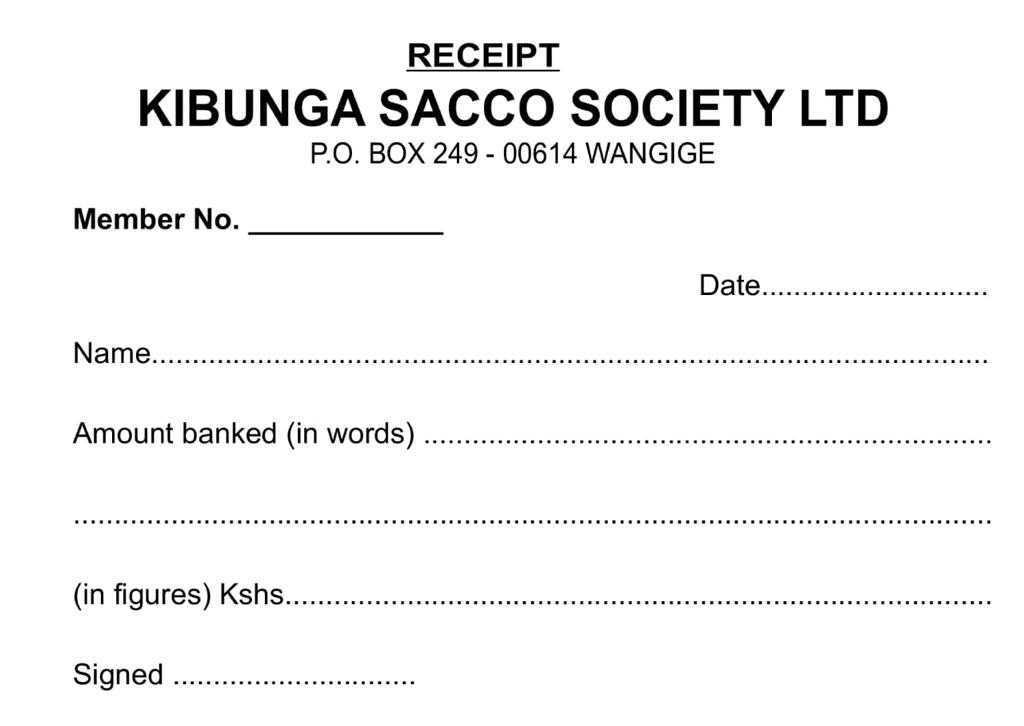 RECEIPT
KIBUNGA SACCO SOCIETY LTD
P.O. BOX 249 - 00614 WANGIGE
Member No. ____________
Date............................
Name........................................................................................................
Amount banked (in words) ......................................................................
..................................................................................................................
(in figures) Kshs.......................................................................................
Signed ..............................